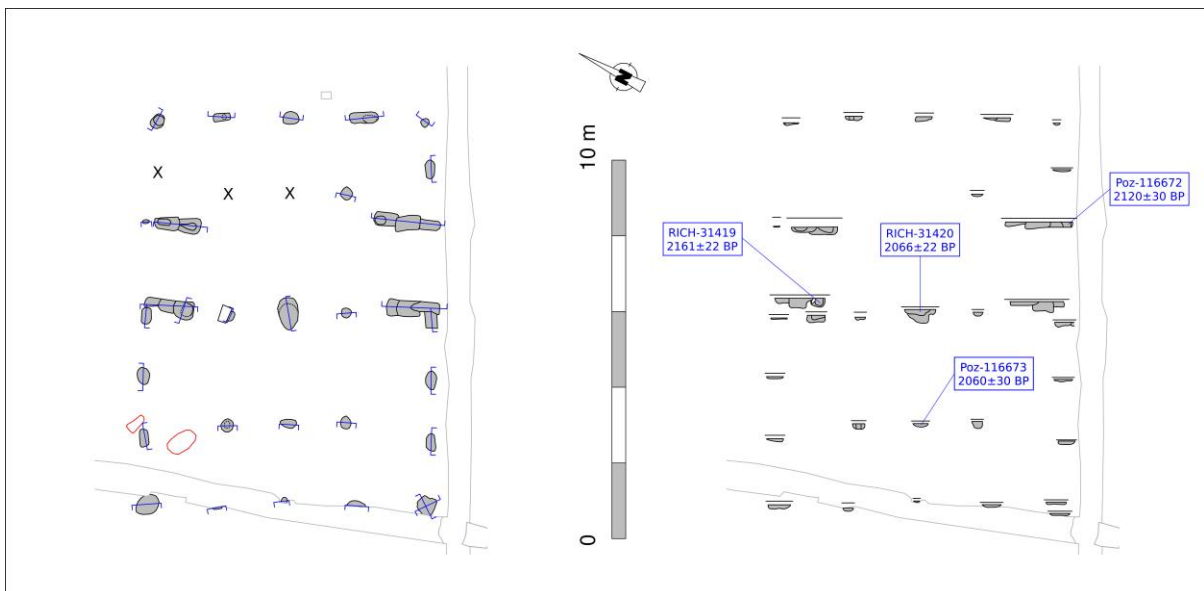 N
10 m
0
X
X
X
Poz-116672
2120±30 BP
RICH-31419
2161±22 BP
RICH-31420
2066±22 BP
Poz-116673
2060±30 BP